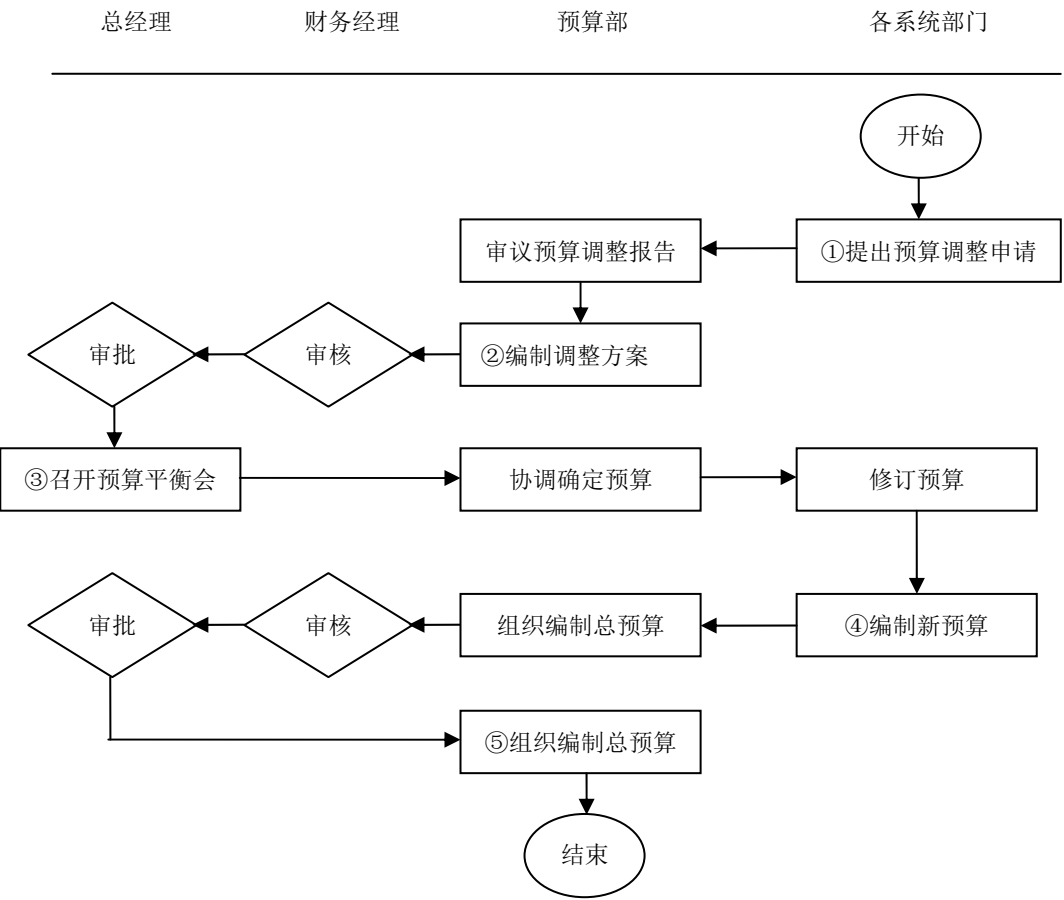 总经理
财务经理
预算部
各系统部门
开始
审议预算调整报告
①提出预算调整申请
审批
审核
②编制调整方案
③召开预算平衡会
协调确定预算
修订预算
审批
审核
组织编制总预算
④编制新预算
⑤组织编制总预算
结束